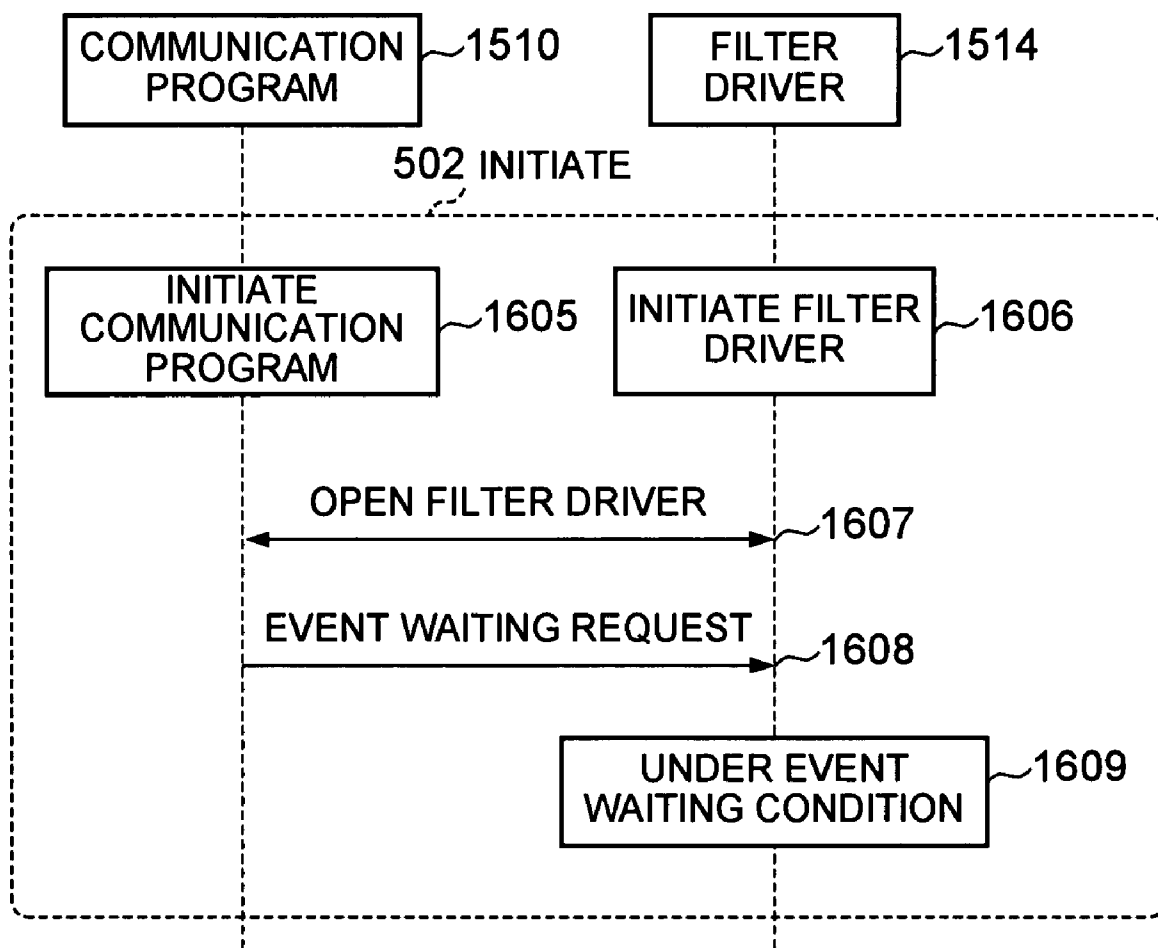 COMMUNICATION
PROGRAM
1510
FILTER
DRIVER
1514
502 INITIATE
INITIATE
COMMUNICATION
PROGRAM
1605
INITIATE FILTER
DRIVER
1606
OPEN FILTER DRIVER
1607
EVENT WAITING REQUEST
1608
UNDER EVENT
WAITING CONDITION
1609